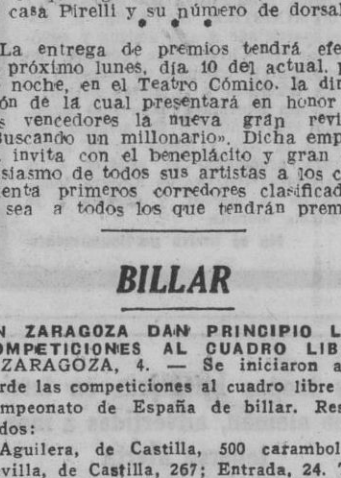 casa Pirelli y su número de dorsal
La entrega de premios tendrá efe
próximo lunes, día 10 del actual. p
noche, en el Teatro Cómico. la dir
ón de la cual presentará en honor
s vencedores la nueva gran revi
Buscando un millonario». Dicha emp
invita con el beneplácito y gran
siasmo de todos sus artistas a los c
enta primeros corredores clasificad
sea a todos los que tendrán prem
BILLAR
N ZARAGOZA DAN PRINCIPIO L
OMPETICIONES AL CUADRO LIB
ZARAGOZA, 4. — Se iniciaron a
rde las competiciones al cuadro libre
mpeonato de España de billar. Res
dos:
Aguilera, de Castilla, 500 carambol
villa, de Castilla, 267; Entrada, 24.